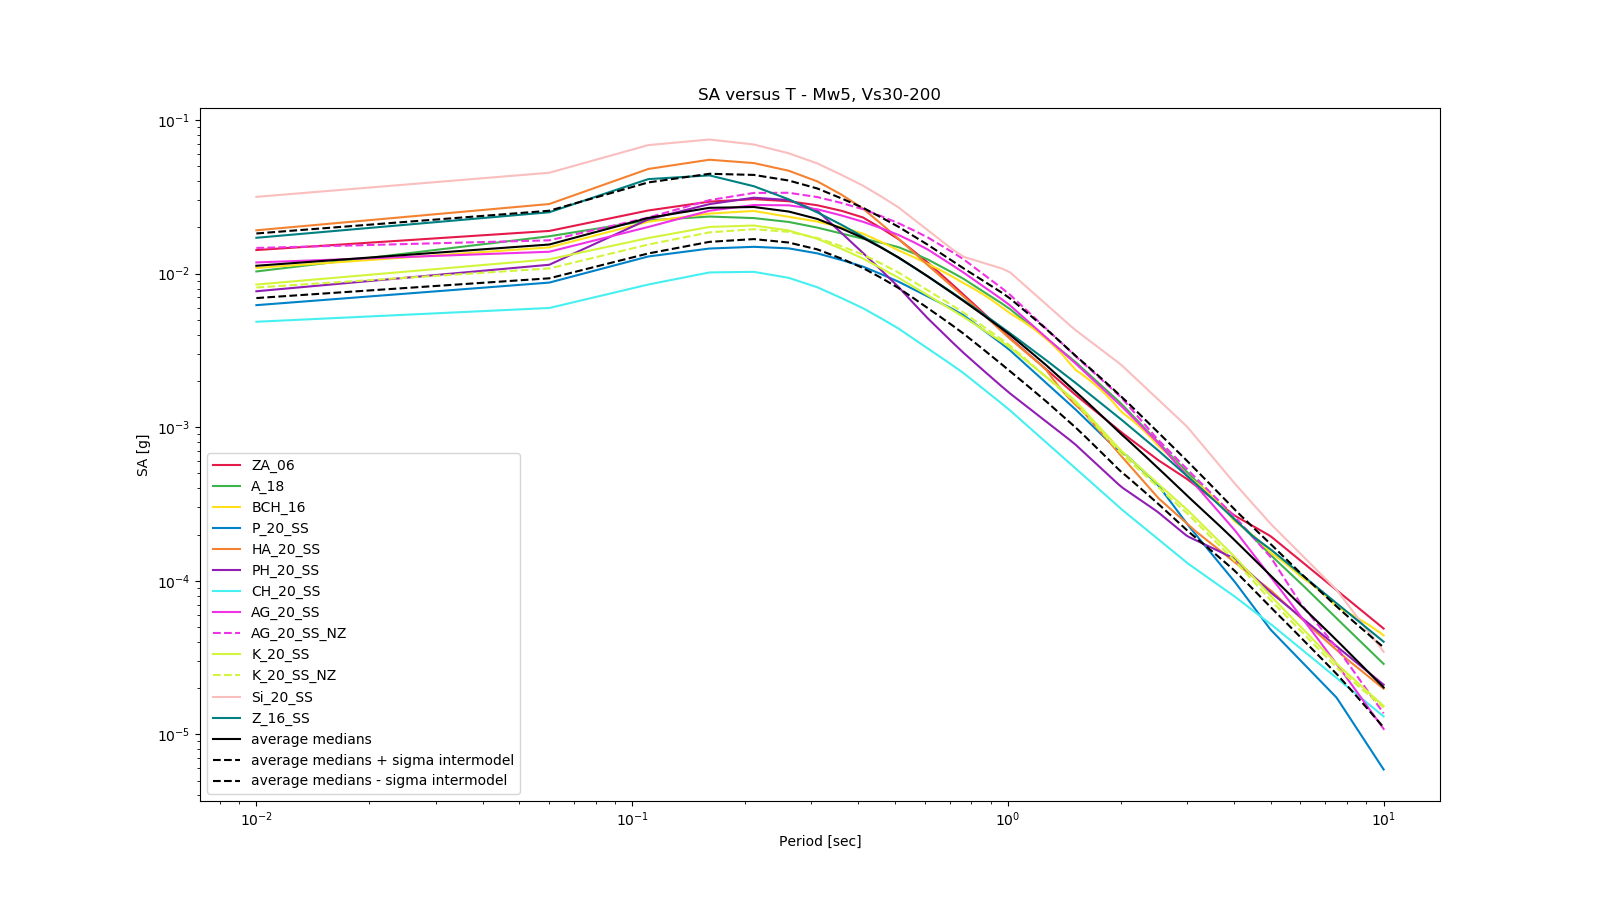 SA versus T - Mw5, Vs30-200
10⁻¹
10⁻²
10⁻³
10⁻⁴
10⁻⁵
SA [g]
ZA_06
A_18
BCH_16
P_20_SS
HA_20_SS
PH_20_SS
CH_20_SS
AG_20_SS
AG_20_SS_NZ
K_20_SS
K_20_SS_NZ
Si_20_SS
Z_16_SS
average medians
average medians + sigma intermodel
average medians - sigma intermodel
10⁻² 10⁻¹ 10⁰ 10¹
Period [sec]